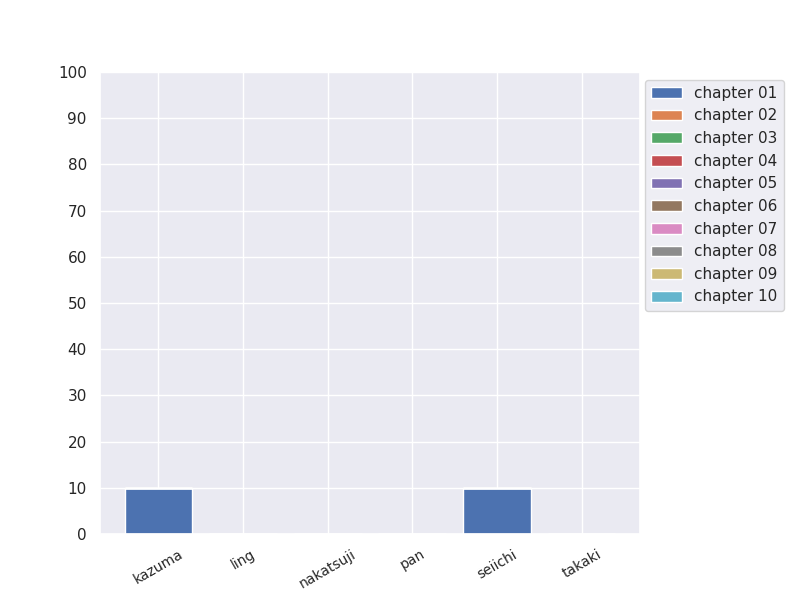 100
90
80
70
60
50
40
30
20
10
0
kazuma
ling
nakatsuji
pan
seiichi
takaki
chapter 01
chapter 02
chapter 03
chapter 04
chapter 05
chapter 06
chapter 07
chapter 08
chapter 09
chapter 10